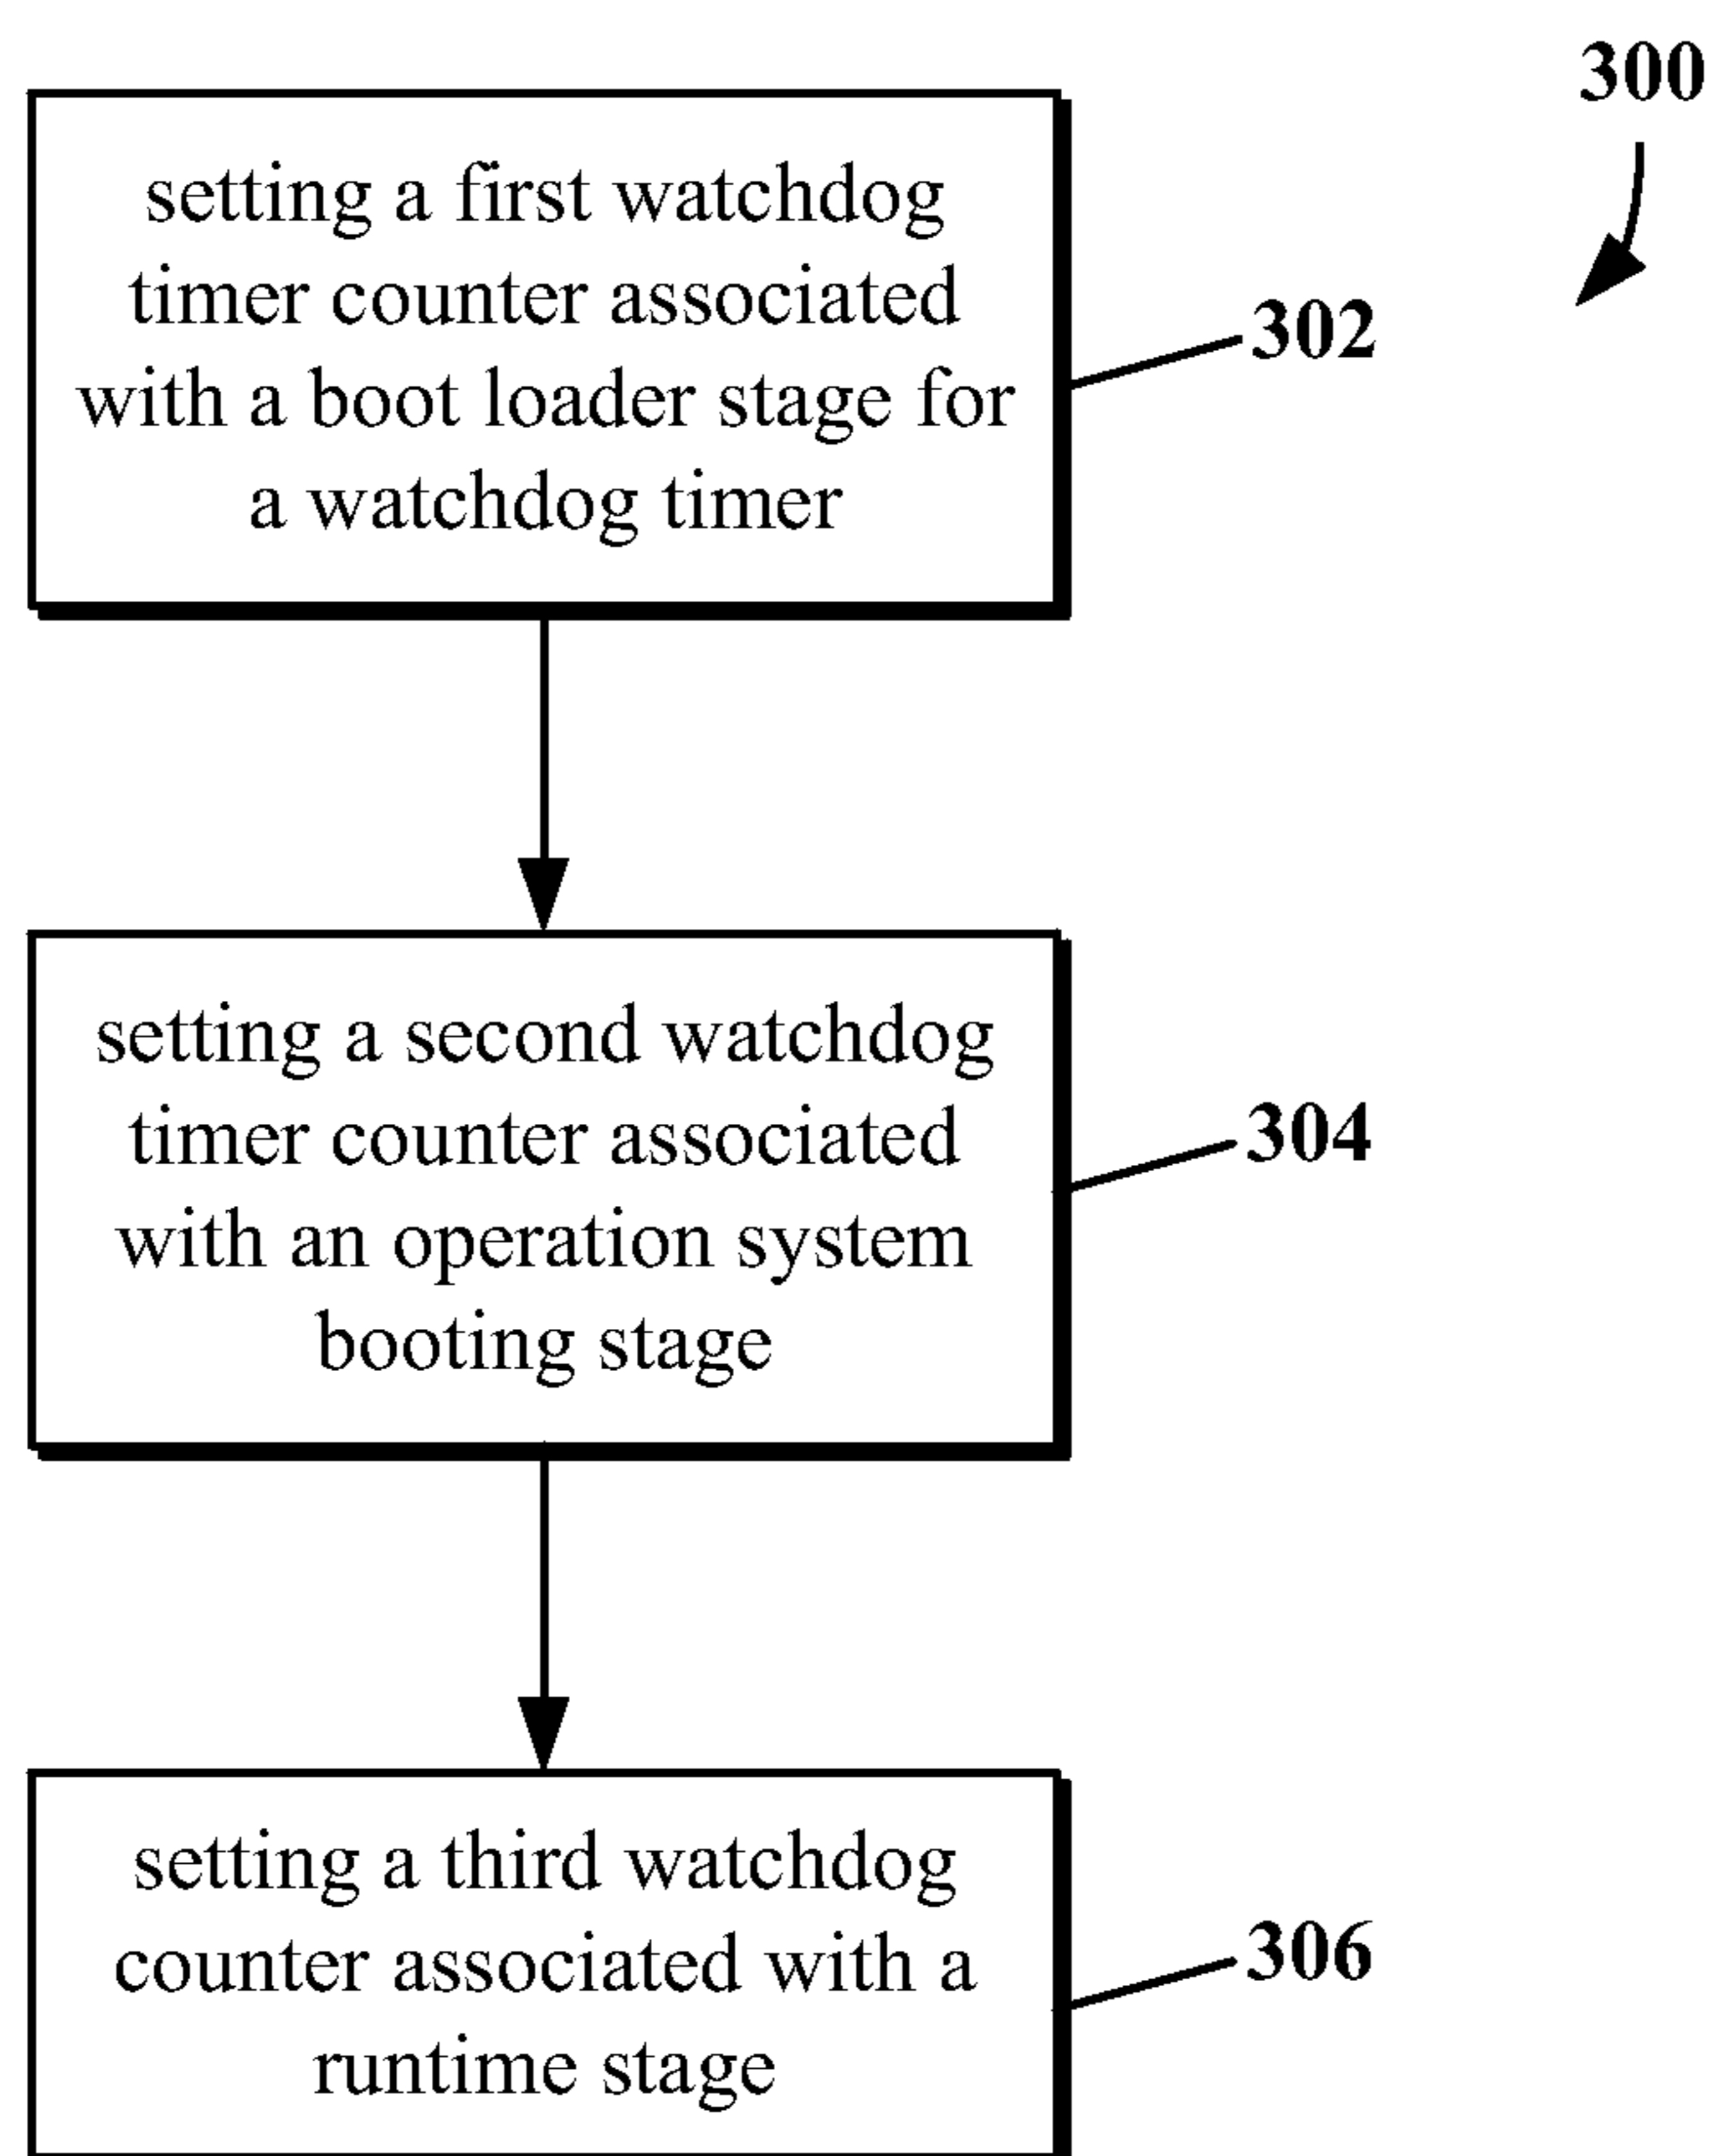 300
setting a first watchdog
timer counter associated
with a boot loader stage for
a watchdog timer
302
setting a second watchdog
timer counter associated
with an operation system
booting stage
304
setting a third watchdog
counter associated with a
runtime stage
306